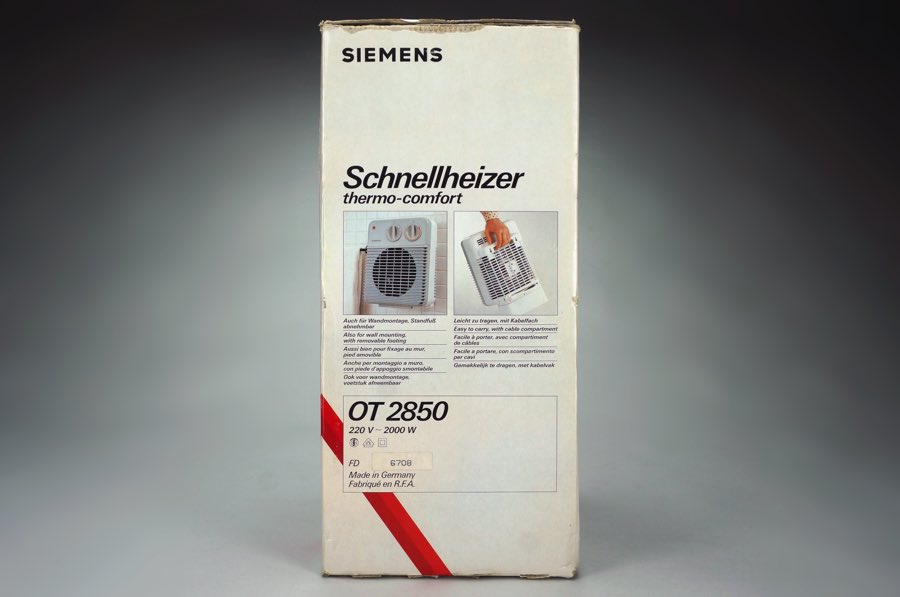 SIEMENS
Schnellheizer
thermo-comfort
Auch für Wandmontage, Standfuß
abnehmbar
Also for wall mounting,
with removable footing
Aussi bien pour fixage au mur,
pied amovible
Anche per montaggio a muro,
con piede d'appoggio smontabile
Ook voor wandmontage,
voetstuk afneembaar
Leicht zu tragen, mit Kabelfach
Easy to carry, with cable compartment
Facile à porter, avec compartiment
de câbles
Facile a portare, con scompartimento
per cavi
Gemakkelijk te dragen, met kabelvak
OT 2850
220 V ~ 2000 W
FD 6708
Made in Germany
Fabriqué en R.F.A.